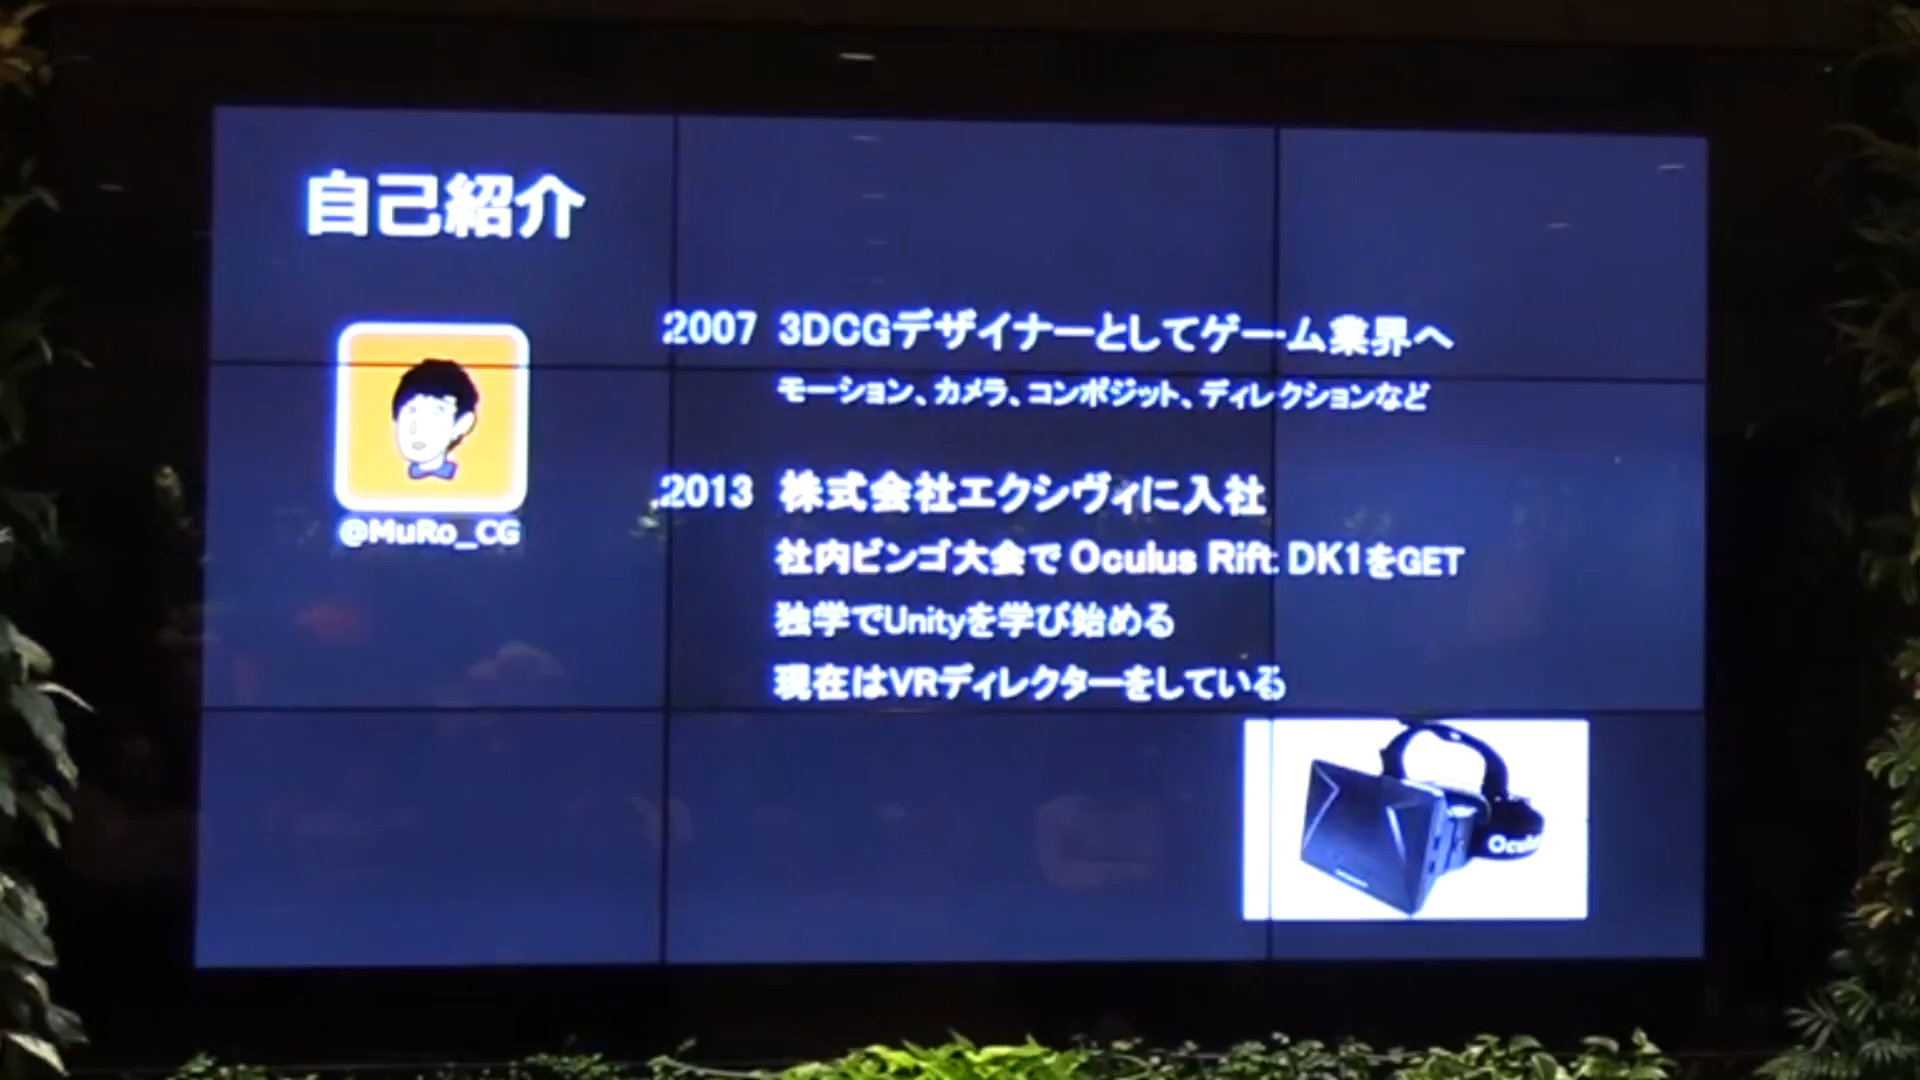 自己紹介
@MuRo_CG
2007 3DCGデザイナーとしてゲーム業界へ
モーション、カメラ、コンポジット、ディレクションなど
2013 株式会社エクシヴィに入社
社内ビンゴ大会で Oculus Rift DK1をGET
独学でUnityを学び始める
現在はVRディレクターをしている